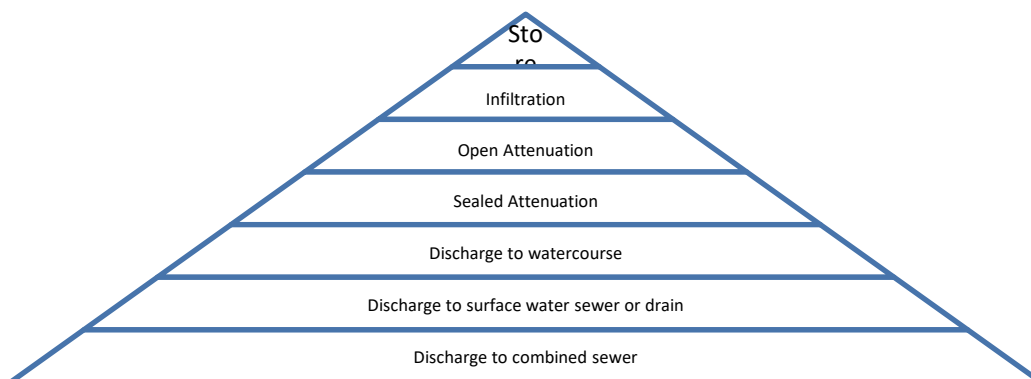 Sto
re
Infiltration
Open Attenuation
Sealed Attenuation
Discharge to watercourse
Discharge to surface water sewer or drain
Discharge to combined sewer